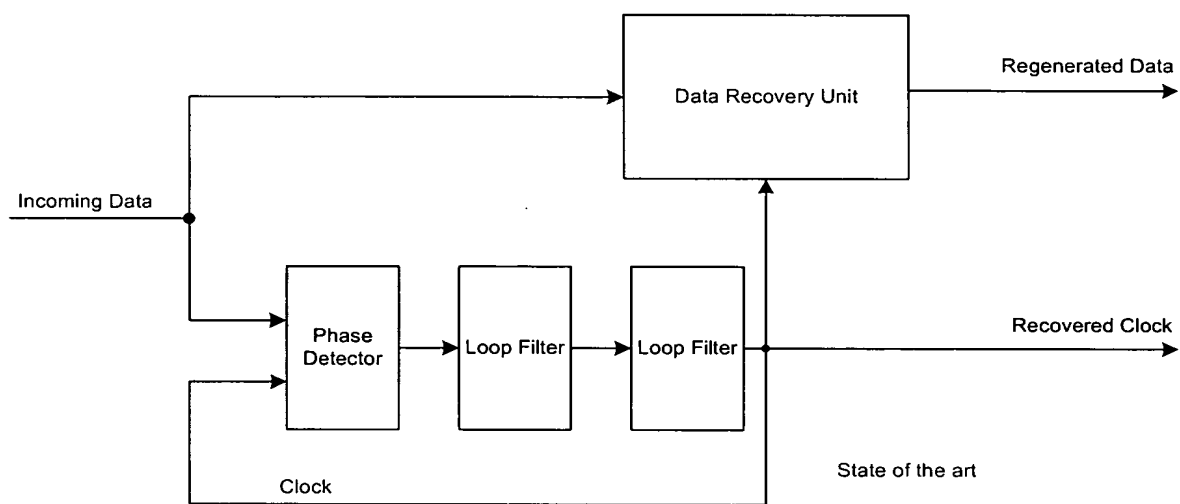 Regenerated Data
Data Recovery Unit
Incoming Data
Phase
Detector
Loop Filter
Loop Filter
Recovered Clock
Clock
State of the art